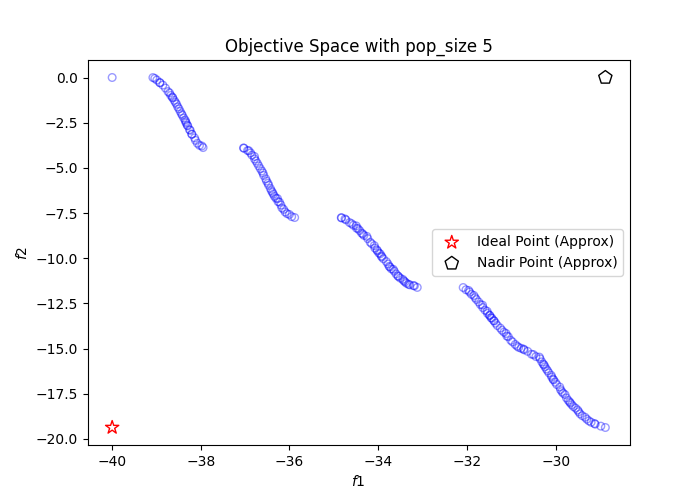 Objective Space with pop_size 5
f2
0.0
−2.5
−5.0
−7.5
−10.0
−12.5
−15.0
−17.5
−20.0
Ideal Point (Approx)
Nadir Point (Approx)
−40 −38 −36 −34 −32 −30
f1